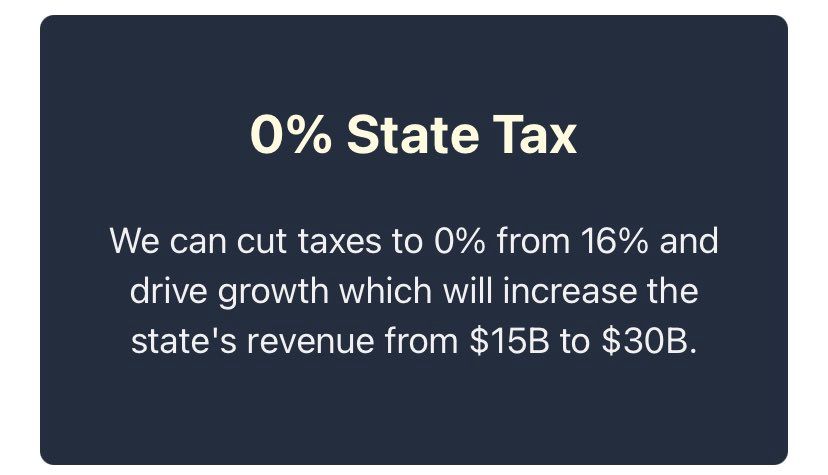 0% State Tax
We can cut taxes to 0% from 16% and
drive growth which will increase the
state's revenue from $15B to $30B.